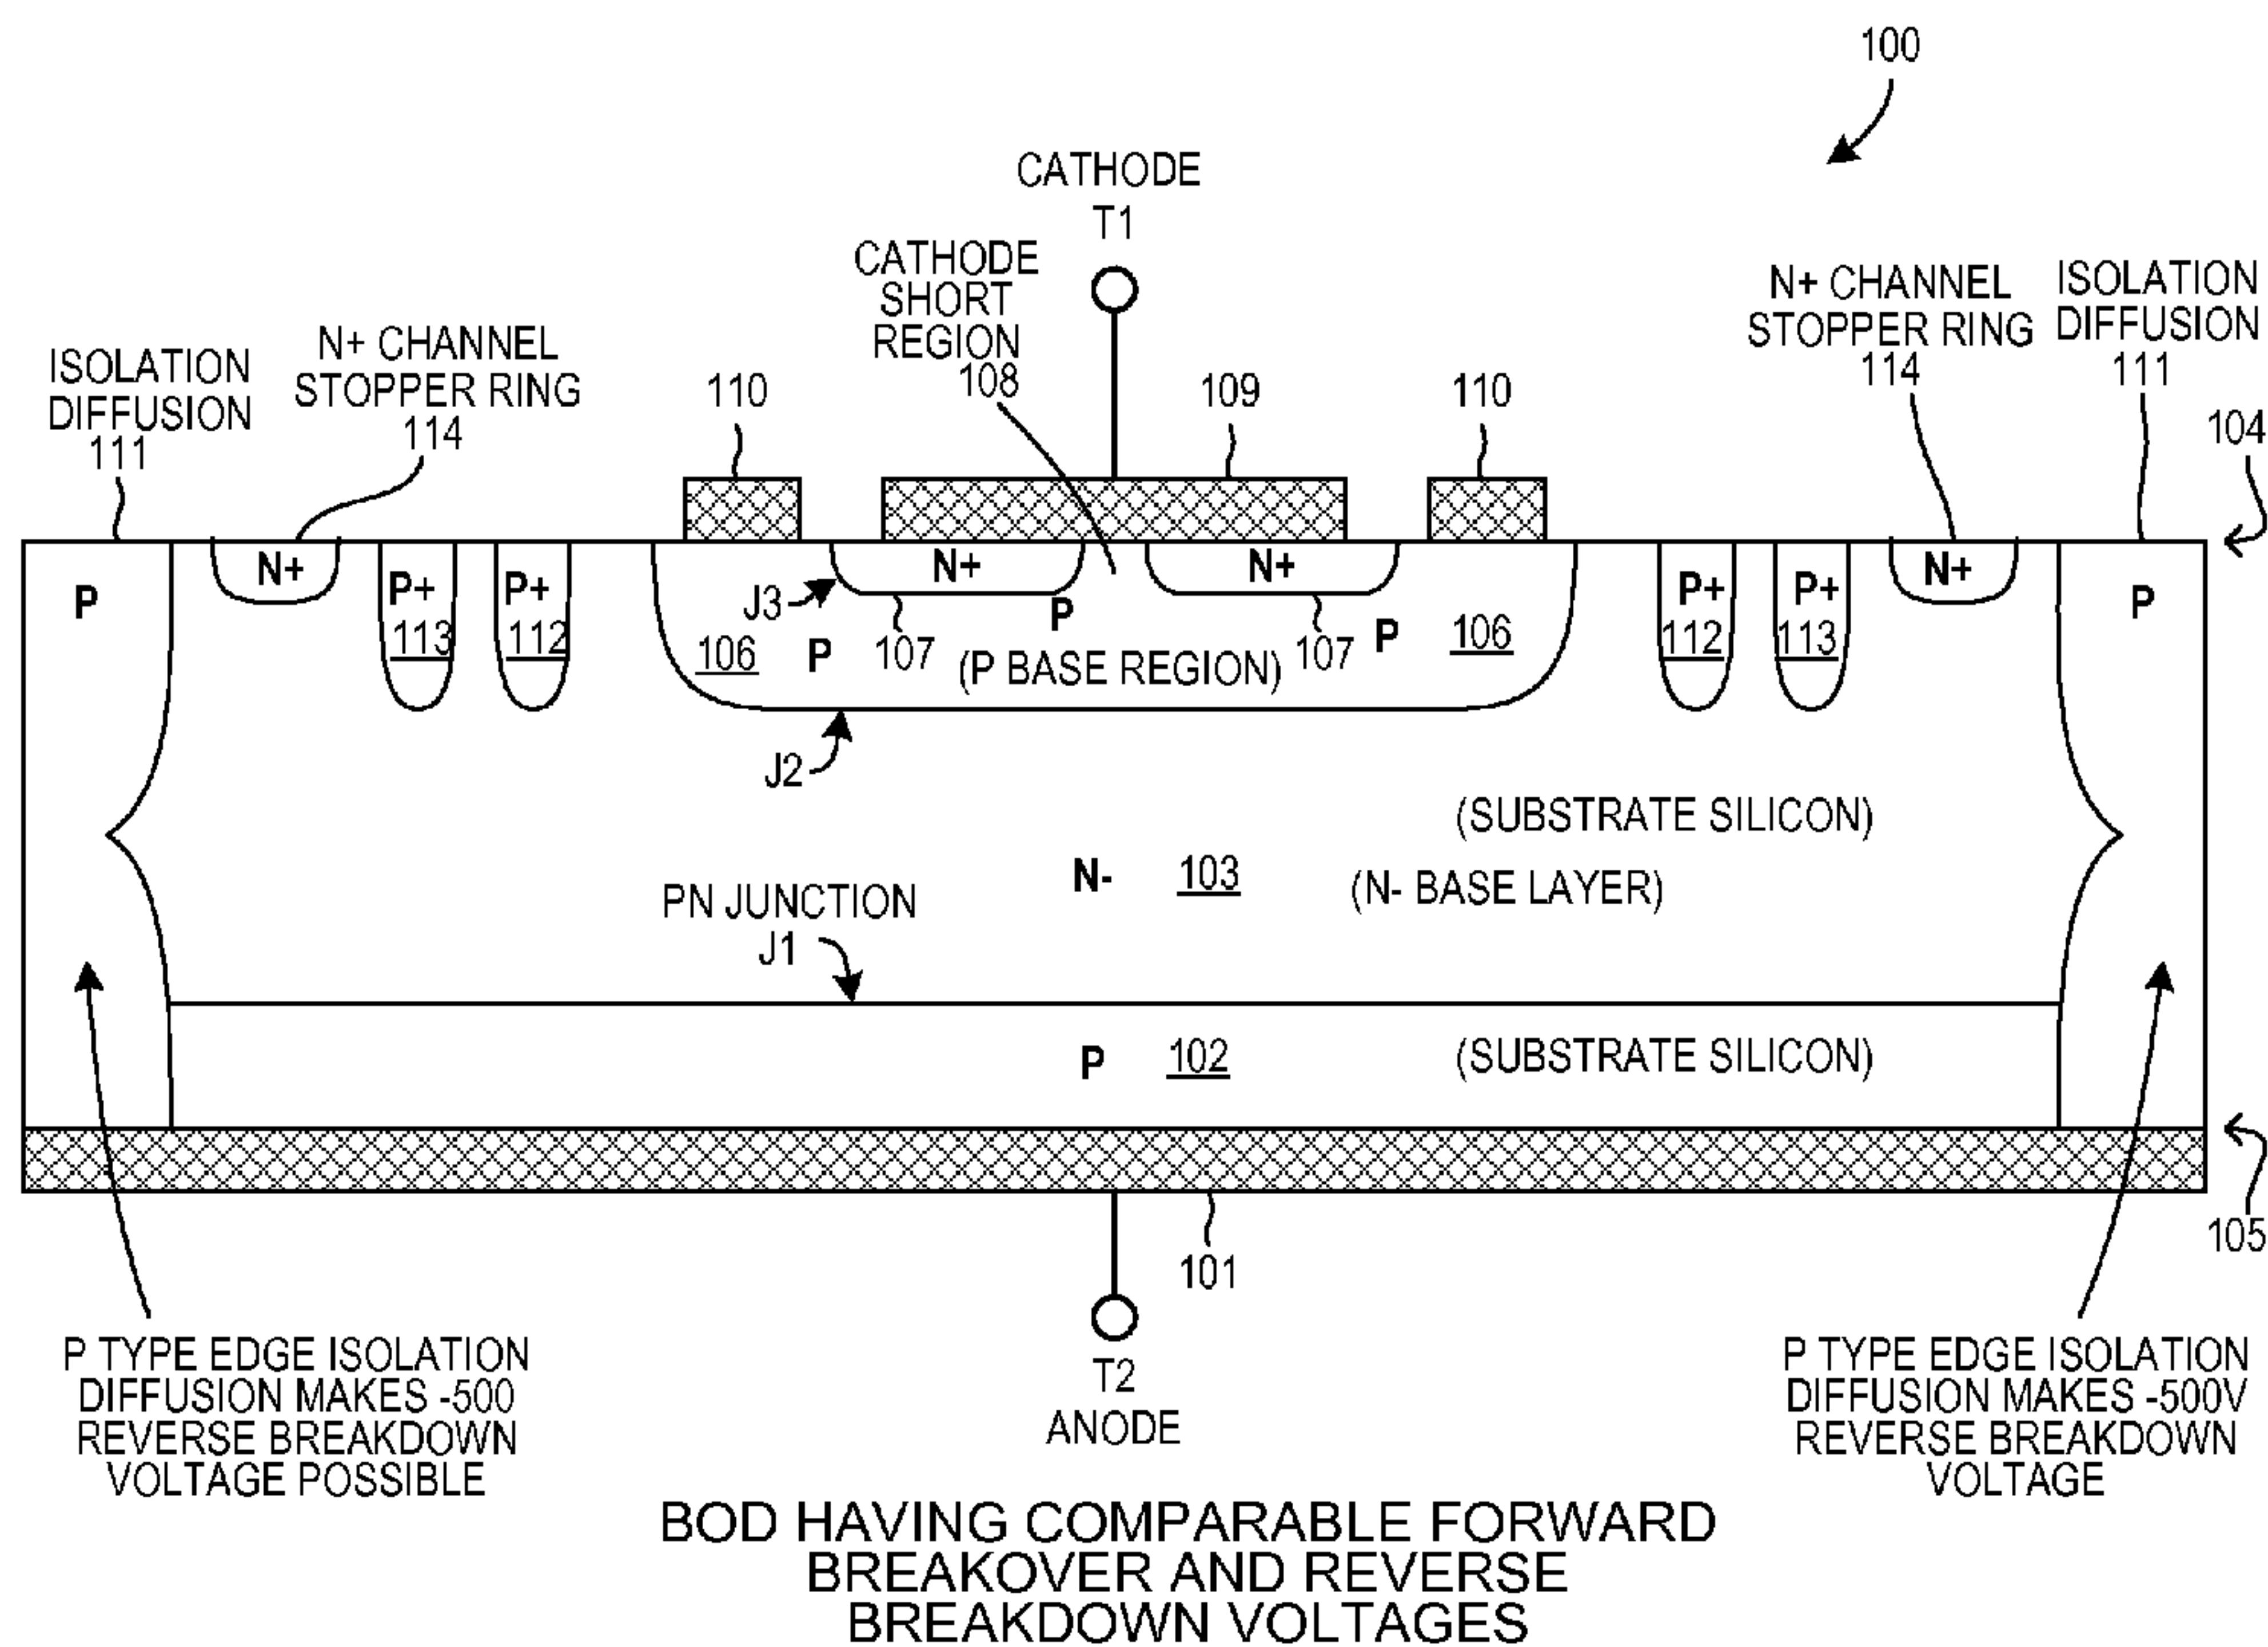 100
CATHODE
T1
CATHODE
SHORT
REGION
108
N+ CHANNEL
STOPPER RING
114
ISOLATION
DIFFUSION
111
ISOLATION
DIFFUSION
111
N+ CHANNEL
STOPPER RING
114
110
109
110
104
P
N+
P+
113
P+
112
N+
N+
P+
112
P+
113
N+
P
J3
107
P
107
P
106
P
(P BASE REGION)
106
J2
(SUBSTRATE SILICON)
N-
103
(N- BASE LAYER)
PN JUNCTION
J1
P
102
(SUBSTRATE SILICON)
105
101
T2
ANODE
P TYPE EDGE ISOLATION
DIFFUSION MAKES -500
REVERSE BREAKDOWN
VOLTAGE POSSIBLE
P TYPE EDGE ISOLATION
DIFFUSION MAKES -500V
REVERSE BREAKDOWN
VOLTAGE
BOD HAVING COMPARABLE FORWARD
BREAKOVER AND REVERSE
BREAKDOWN VOLTAGES